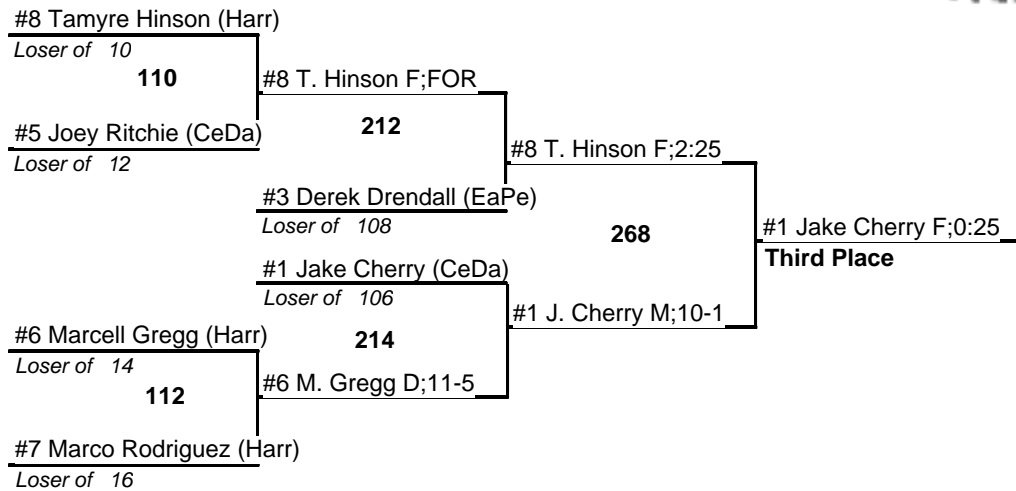 #8 Tamyre Hinson (Harr)
Loser of 10
110
#8 T. Hinson F;FOR
212
#5 Joey Ritchie (CeDa)
Loser of 12
#8 T. Hinson F;2:25
#3 Derek Drendall (EaPe)
Loser of 108
268
#1 Jake Cherry F;0:25
Third Place
#1 Jake Cherry (CeDa)
Loser of 106
#1 J. Cherry M;10-1
#6 Marcell Gregg (Harr)
Loser of 14
214
112
#6 M. Gregg D;11-5
#7 Marco Rodriguez (Harr)
Loser of 16